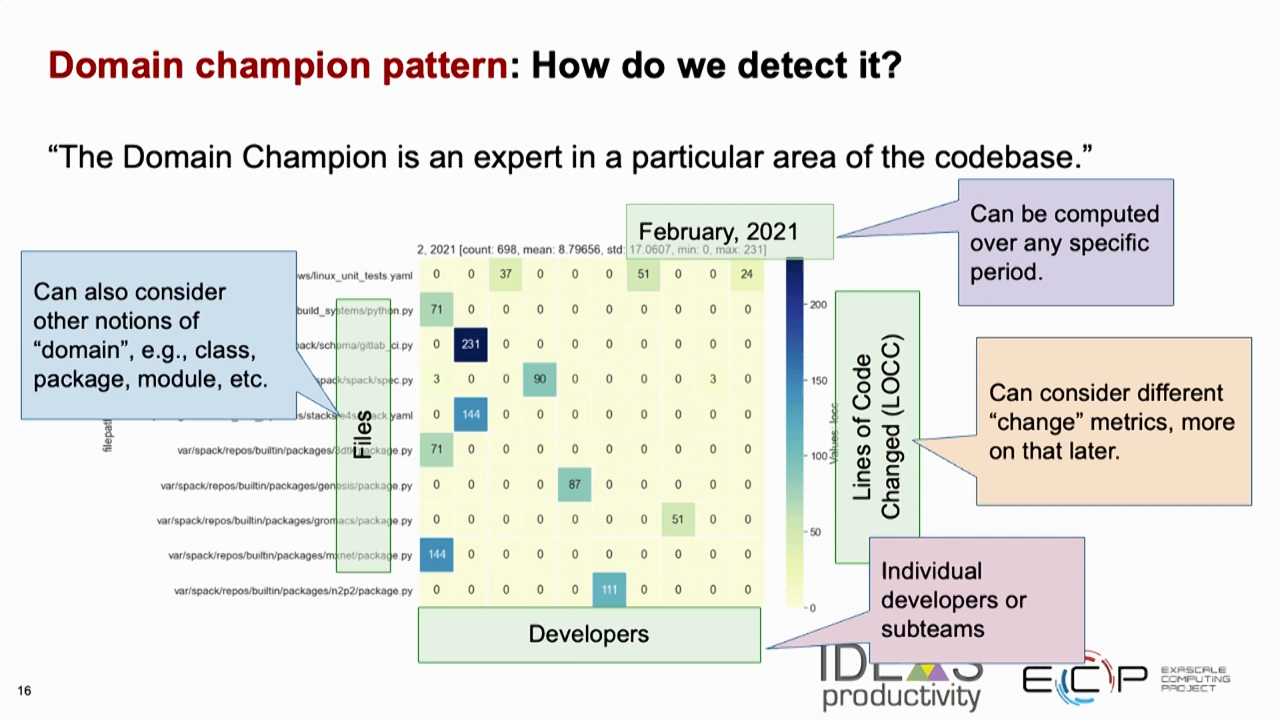 Domain champion pattern: How do we detect it?
“The Domain Champion is an expert in a particular area of the codebase.”
February, 2021
Can be computed
over any specific
period.
2, 2021 [count: 698, mean: 8.79656, std: 17.0607, min: 0, max: 231]
Can also consider
other notions of
“domain”, e.g., class,
package, module, etc.
ws/linux_unit_tests.yaml 0 0 37 0 0 0 51 0 0 24
build_systems/python.py 71 0 0 0 0 0 0 0 0 0
ack/schema/gitlab_ci.py 0 231 0 0 0 0 0 0 0 0
pack/spack/spec.py 3 0 0 90 0 0 0 0 3 0
s/stacks/e4s/spack.yaml 0 144 0 0 0 0 0 0 0 0
var/spack/repos/builtin/packages/3dtk/package.py 71 0 0 0 0 0 0 0 0 0
var/spack/repos/builtin/packages/genesis/package.py 0 0 0 0 87 0 0 0 0 0
var/spack/repos/builtin/packages/gromacs/package.py 0 0 0 0 0 0 0 51 0 0
var/spack/repos/builtin/packages/mxnet/package.py 144 0 0 0 0 0 0 0 0 0
var/spack/repos/builtin/packages/n2p2/package.py 0 0 0 0 0 111 0 0 0 0
filepat
Files
200
150
100
50
0
Values: locc
Lines of Code
Changed (LOCC)
Can consider different
“change” metrics, more
on that later.
Developers
Individual
developers or
subteams
16
IDEAS
productivity
ECP
EXASCALE
COMPUTING
PROJECT